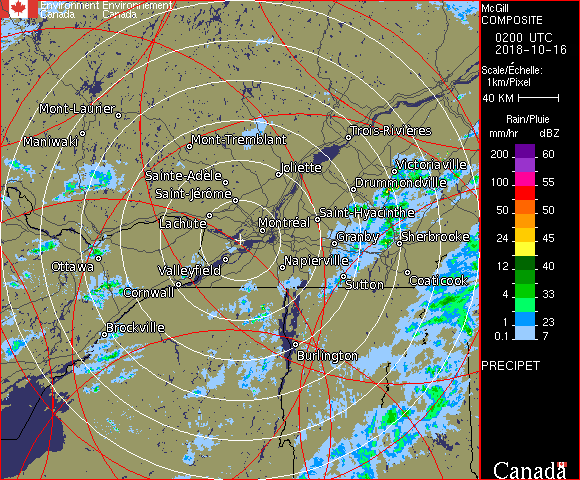 Environment Environnement
Canada Canada
McGill
COMPOSITE
0200 UTC
2018-10-16
Scale/Échelle:
1km/Pixel
40 KM
Rain/Pluie
mm/hr dBZ
200 60
100 55
50 50
24 45
12 40
4 33
1 23
0.1 7
PRECIPET
Canada
Mont-Laurier
Maniwaki
Mont-Tremblant
Trois-Rivières
Joliette
Victoriaville
Sainte-Adèle
Drummondville
Saint-Jérôme
Lachute
Saint-Hyacinthe
Montréal
Granby
Sherbrooke
Ottawa
Valleyfield
Napierville
Coaticook
Cornwall
Sutton
Brockville
Burlington